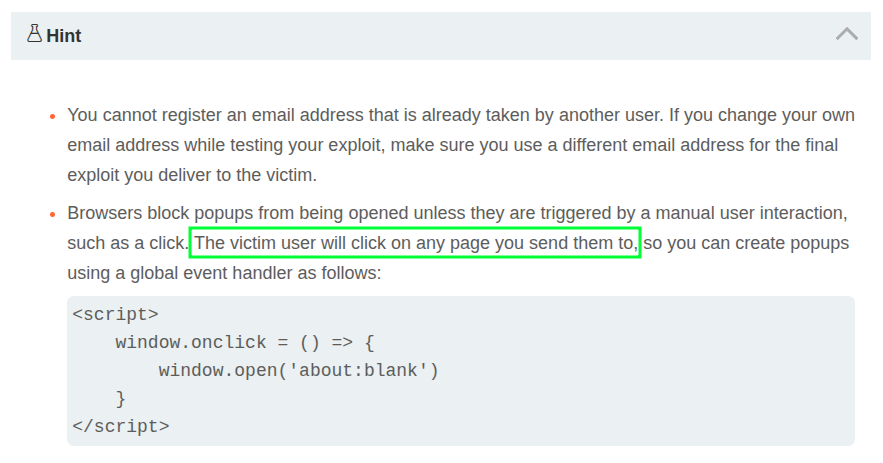 Hint
You cannot register an email address that is already taken by another user. If you change your own
email address while testing your exploit, make sure you use a different email address for the final
exploit you deliver to the victim.
Browsers block popups from being opened unless they are triggered by a manual user interaction,
such as a click. The victim user will click on any page you send them to, so you can create popups
using a global event handler as follows:
<script>
    window.onclick = () => {
        window.open('about:blank')
    }
</script>